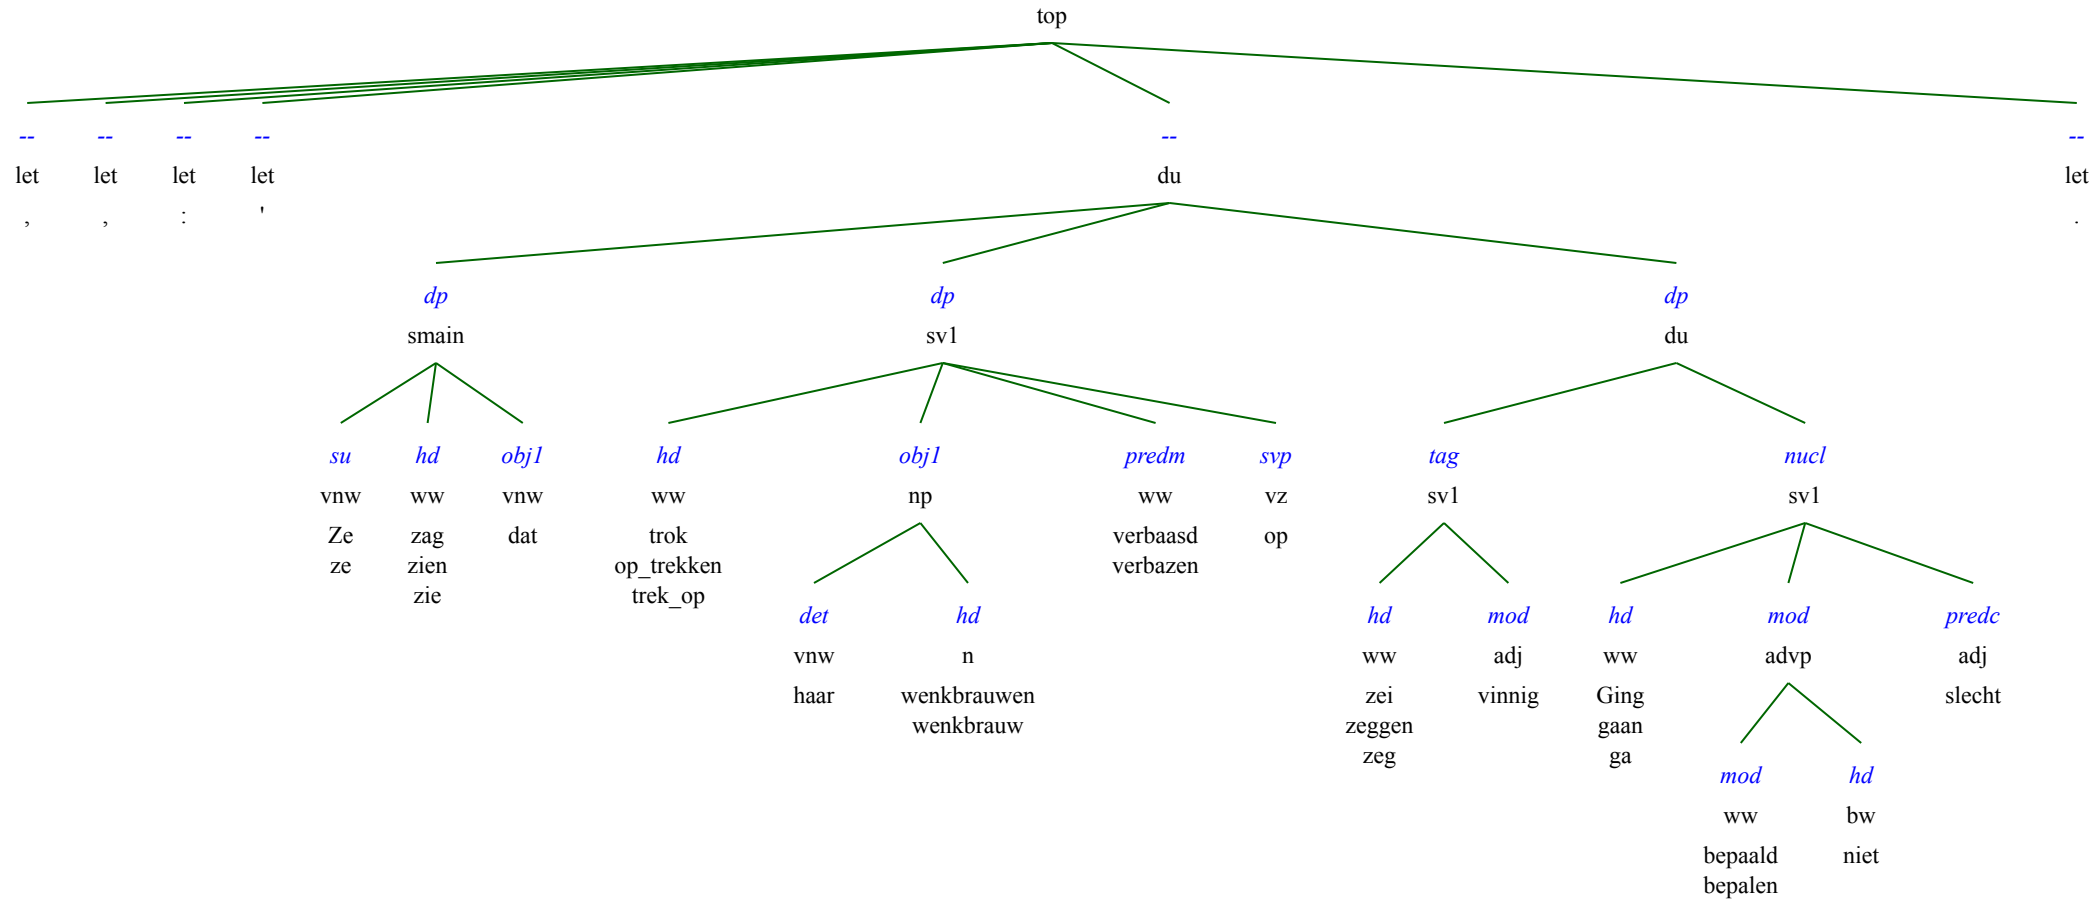 top
-- -- -- -- -- --
let let let let du let
, , : ' .
dp dp dp
smain sv1 du
su hd obj1 hd obj1 predm svp tag nucl
vnw ww vnw ww np ww vz sv1 sv1
Ze zag dat trok verbaasd op
ze zien op_trekken verbazen
zie trek_op
det hd hd mod hd mod predc
vnw n ww adj ww advp adj
haar wenkbrauwen zei vinnig Ging slecht
wenkbrauw zeggen gaan
zeg ga
mod hd
ww bw
bepaald niet
bepalen